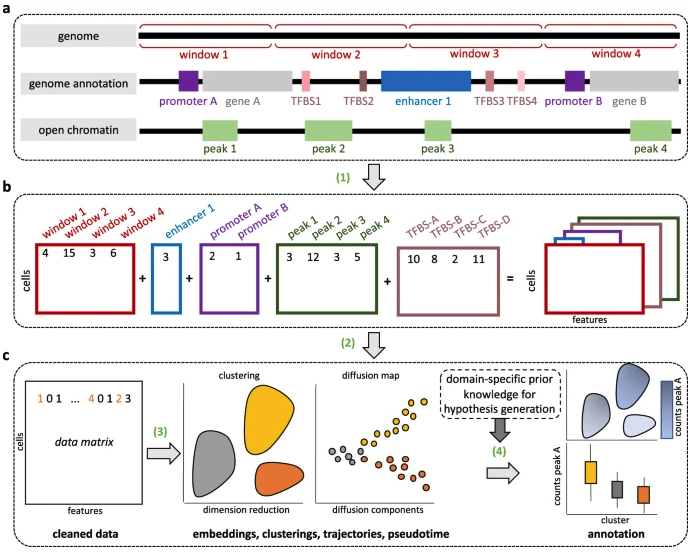 a
genome
window 1 window 2 window 3 window 4
genome annotation
promoter A gene A TFBS1 TFBS2 enhancer 1 TFBS3 TFBS4 promoter B gene B
open chromatin
peak 1 peak 2 peak 3 peak 4
(1)
b
window 1 window 2 window 3 window 4 enhancer 1 promoter A promoter B peak 1 peak 2 peak 3 peak 4 TFBS-A TFBS-B TFBS-C TFBS-D
cells 4 15 3 6 + 3 + 2 1 + 3 12 3 5 + 10 8 2 11 = cells
features
(2)
c
cells
1 0 1 ... 4 0 1 2 3
data matrix
features
cleaned data
(3)
clustering
dimension reduction
diffusion map
diffusion components
embeddings, clusterings, trajectories, pseudotime
domain-specific prior
knowledge for
hypothesis generation
(4)
counts peak A
counts peak A
cluster
annotation